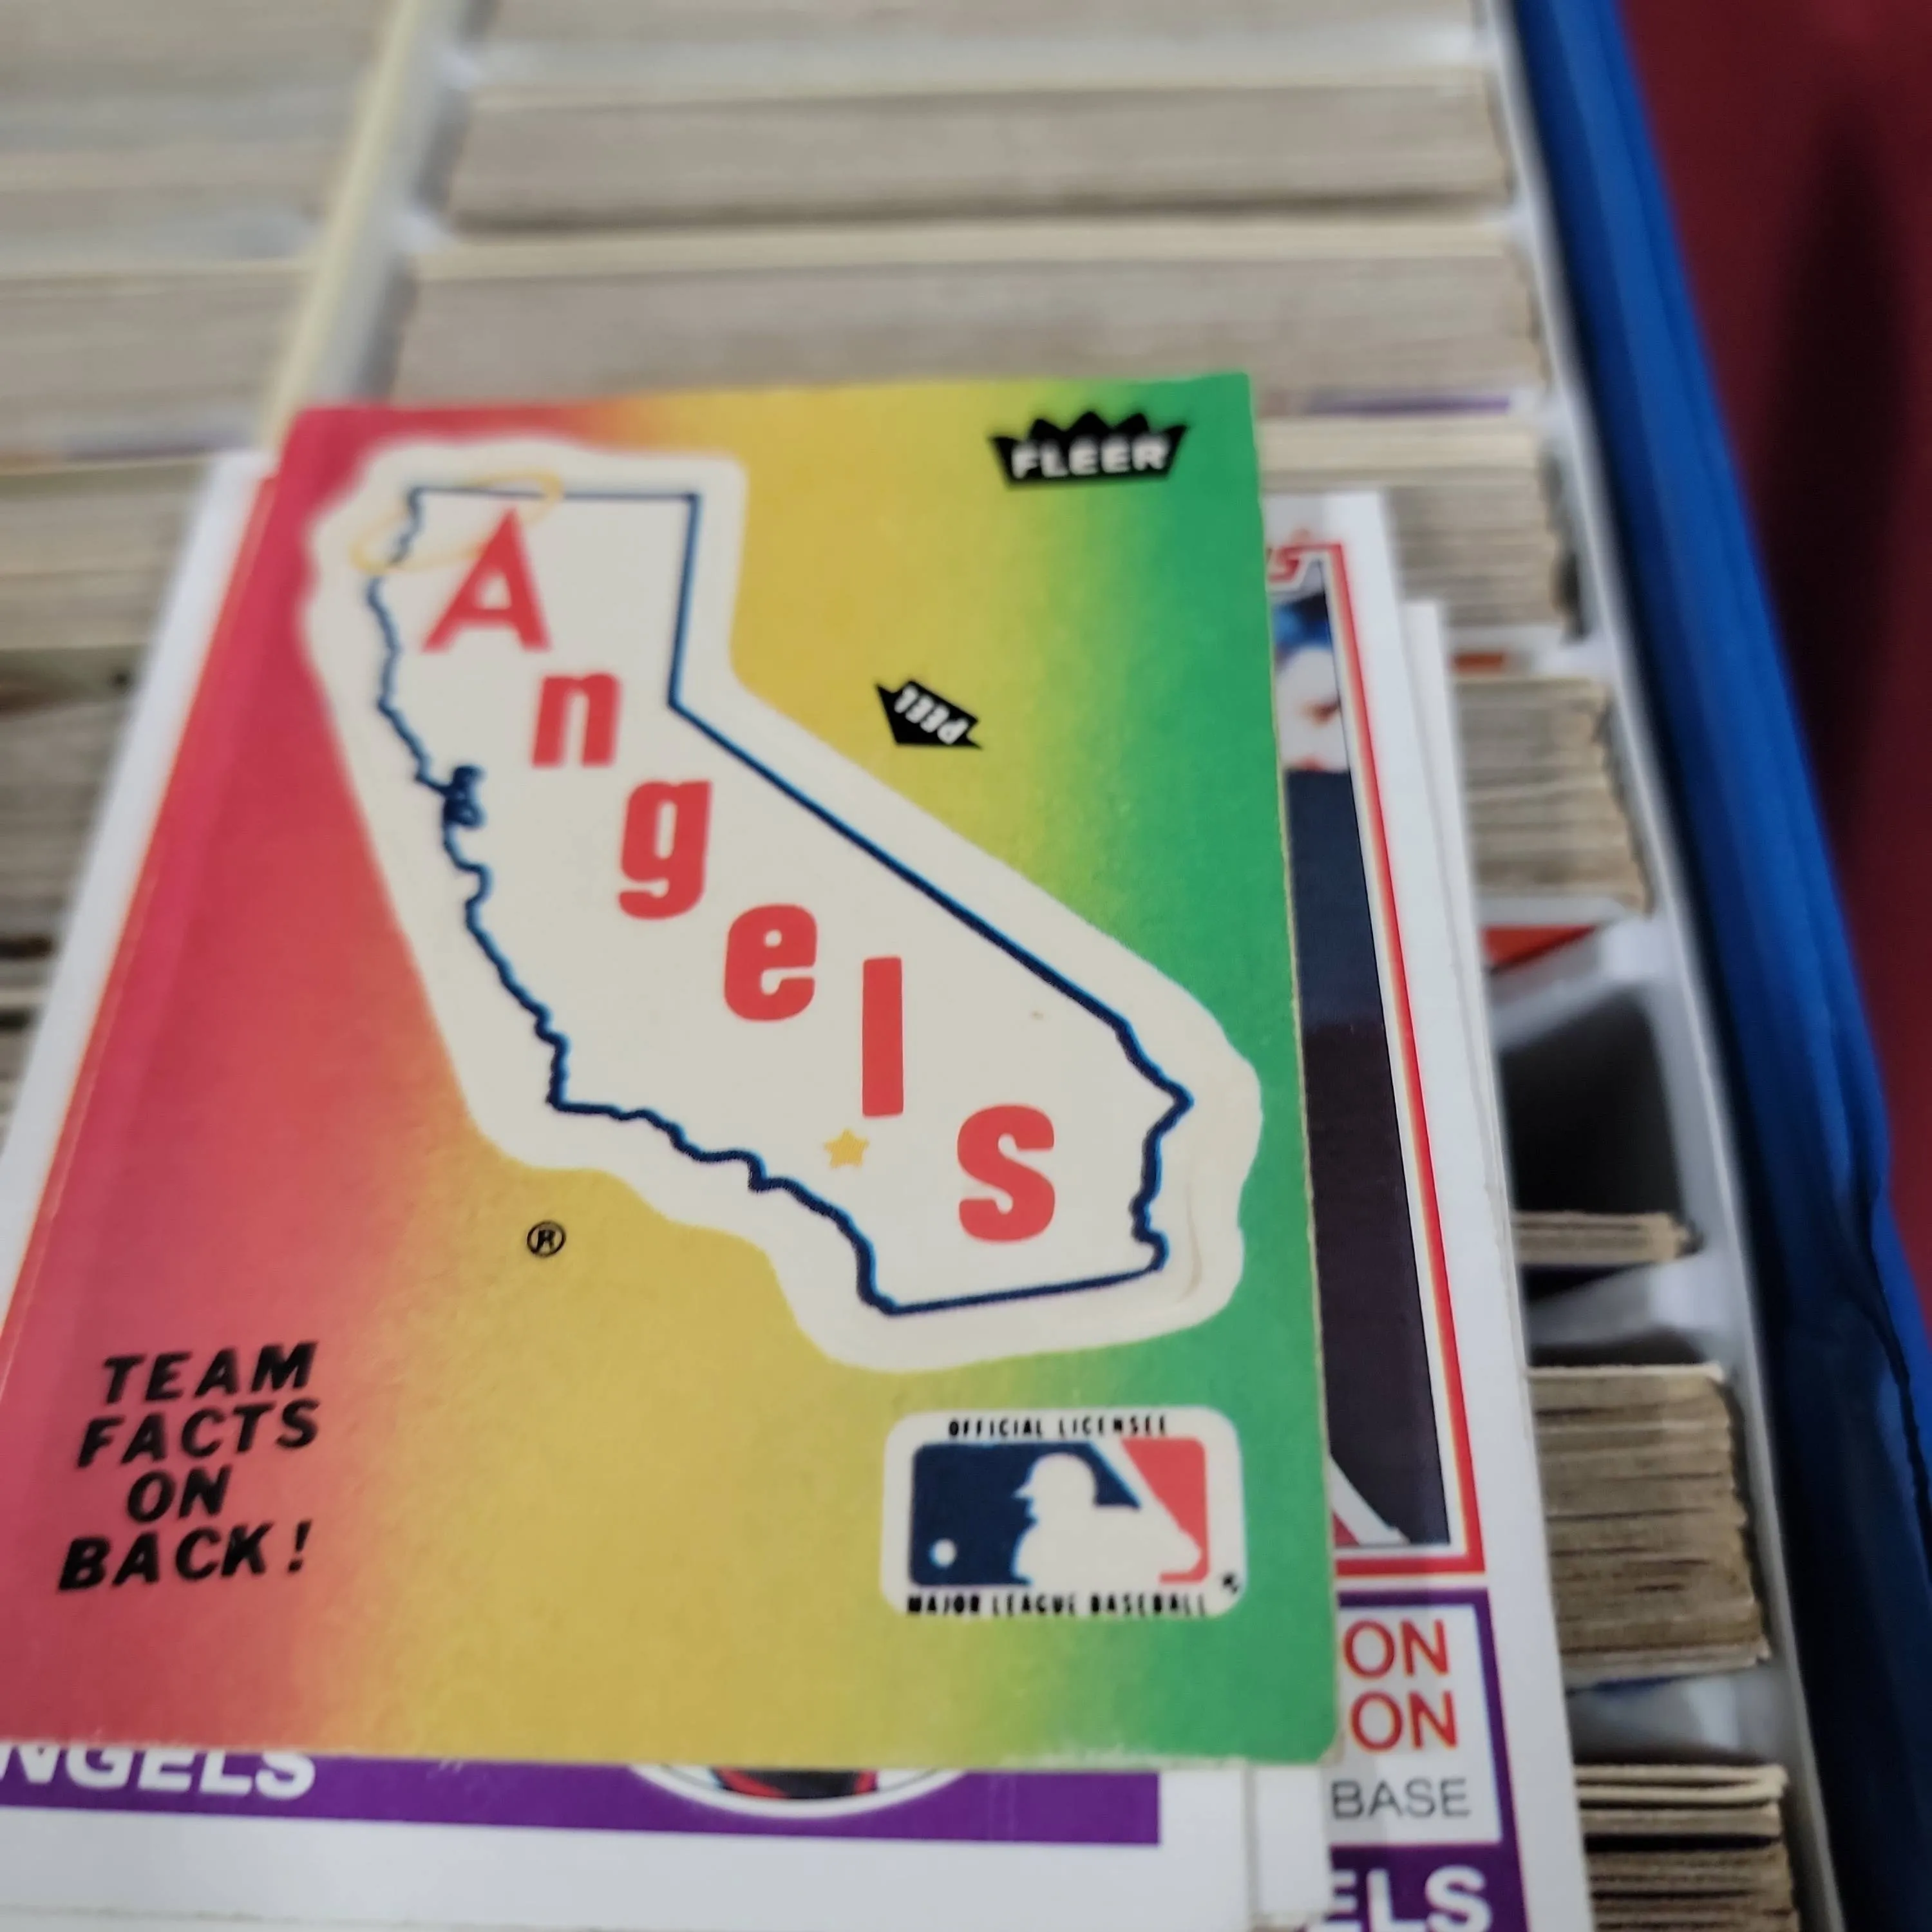 FLEER
PEEL
Angels
®
TEAM
FACTS
ON
BACK!
OFFICIAL LICENSEE
MAJOR LEAGUE BASEBALL
ON
ON
BASE
NGELS
ELS